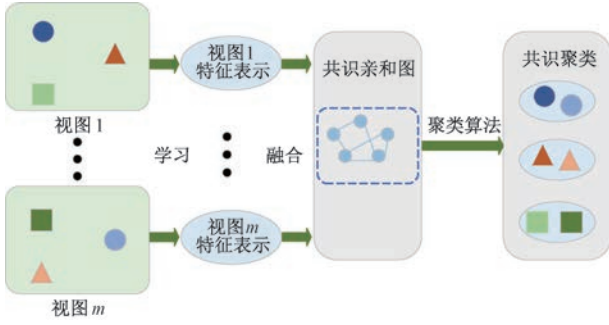 视图1
特征表示
共识亲和图
共识聚类
视图1
学习
融合
聚类算法
视图m
特征表示
视图m